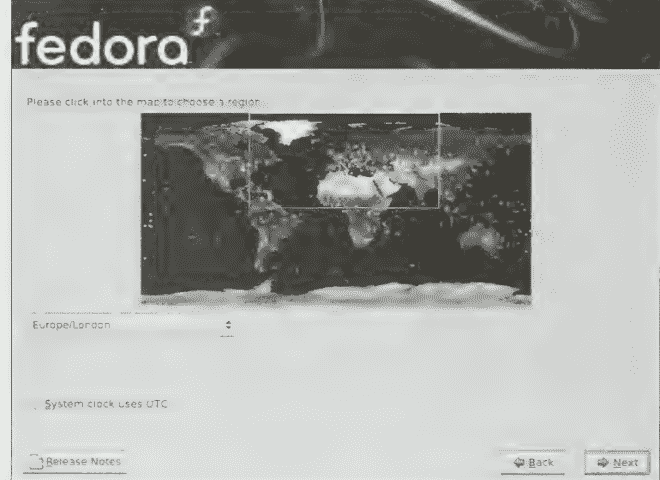 fedora f
Please click into the map to choose a region:
Europe/London
System clock uses UTC
Release Notes
Back
Next